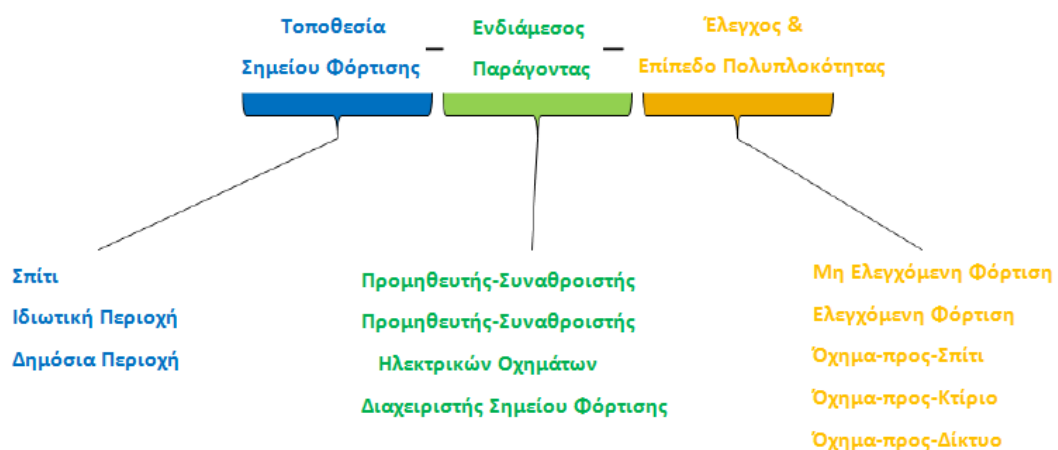 Τοποθεσία
Σημείου Φόρτισης
–
Ενδιάμεσος
Παράγοντας
–
Έλεγχος &
Επίπεδο Πολυπλοκότητας
Σπίτι
Ιδιωτική Περιοχή
Δημόσια Περιοχή
Προμηθευτής-Συναθροιστής
Προμηθευτής-Συναθροιστής
Ηλεκτρικών Οχημάτων
Διαχειριστής Σημείου Φόρτισης
Μη Ελεγχόμενη Φόρτιση
Ελεγχόμενη Φόρτιση
Όχημα-προς-Σπίτι
Όχημα-προς-Κτίριο
Όχημα-προς-Δίκτυο